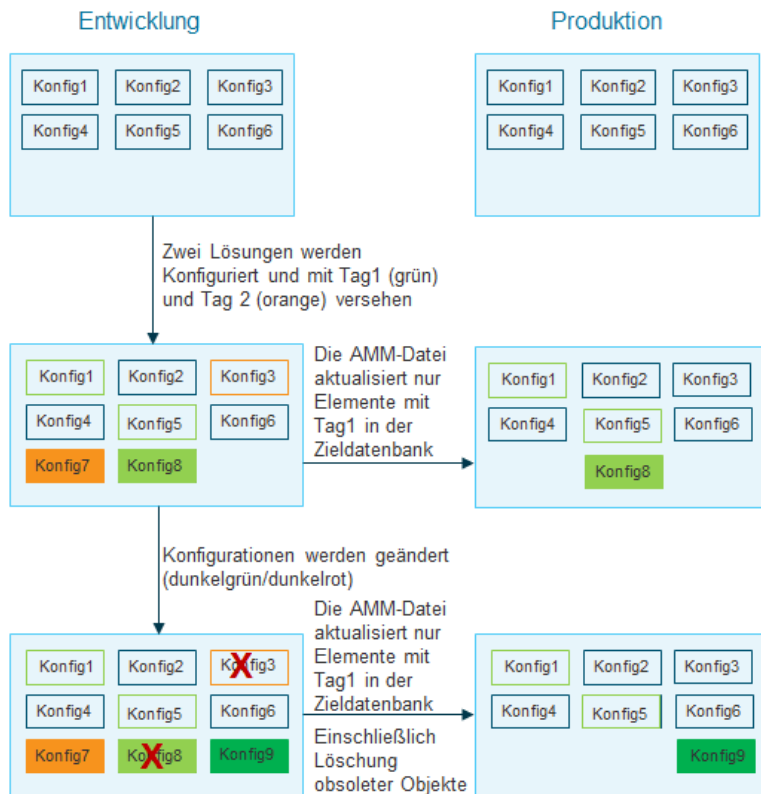 Entwicklung
Produktion
Konfig1 Konfig2 Konfig3
Konfig4 Konfig5 Konfig6
Konfig1 Konfig2 Konfig3
Konfig4 Konfig5 Konfig6
Zwei Lösungen werden
Konfiguriert und mit Tag1 (grün)
und Tag 2 (orange) versehen
Konfig1 Konfig2 Konfig3
Konfig4 Konfig5 Konfig6
Konfig7 Konfig8
Die AMM-Datei
aktualisiert nur
Elemente mit
Tag1 in der
Zieldatenbank
Konfig1 Konfig2 Konfig3
Konfig4 Konfig5 Konfig6
Konfig8
Konfigurationen werden geändert
(dunkelgrün/dunkelrot)
Konfig1 Konfig2 Konfig3
Konfig4 Konfig5 Konfig6
Konfig7 Konfig8 Konfig9
Die AMM-Datei
aktualisiert nur
Elemente mit
Tag1 in der
Zieldatenbank
Einschließlich
Löschung
obsoleter Objekte
Konfig1 Konfig2 Konfig3
Konfig4 Konfig5 Konfig6
Konfig9